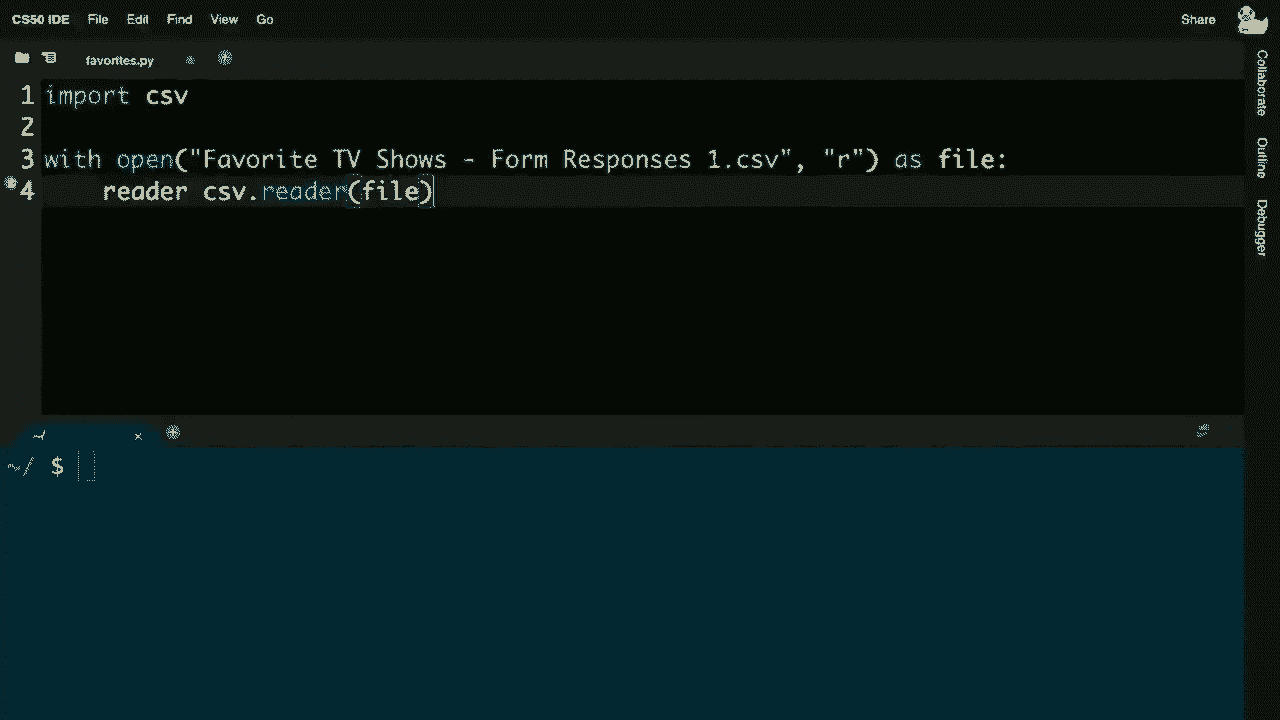 CS50 IDE File Edit Find View Go Share
favorites.py
1 import csv
2
3 with open("Favorite TV Shows - Form Responses 1.csv", "r") as file:
4     reader csv.reader(file)
~/ $
Collaborate
Outline
Debugger